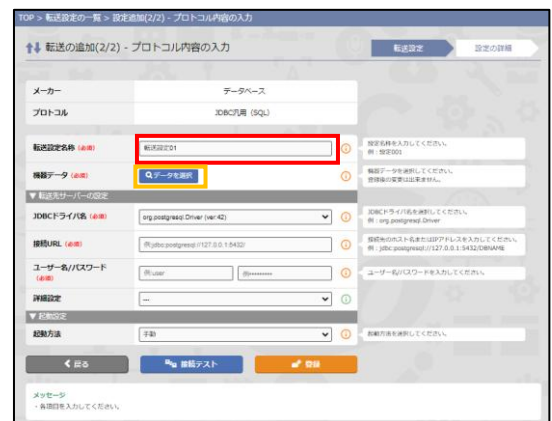 TOP > 転送設定の一覧 > 設定追加(2/2) - プロトコル内容の入力
転送の追加(2/2) - プロトコル内容の入力
転送設定
設定の詳細
メーカー
データベース
プロトコル
JDBC汎用 (SQL)
転送設定名称 (必須)
転送設定01
設定名称を入力してください。
例 : 設定001
機器データ (必須)
データを選択
機器データを選択してください。
登録後の変更は出来ません。
▼ 転送先サーバーの設定
JDBCドライバ名 (必須)
org.postgresql.Driver (ver.42)
JDBCドライバ名を選択してください。
例 : org.postgresql.Driver
接続URL (必須)
例:jdbc:postgresql://127.0.0.1:5432/
接続先のホスト名またはIPアドレスを入力してください。
例 : jdbc:postgresql://127.0.0.1:5432/DBNAME
ユーザー名/パスワード
(必須)
例:user
例:********
ユーザー名/パスワードを入力してください。
詳細設定
---
▼ 起動設定
起動方法
手動
起動方法を選択してください。
戻る
接続テスト
登録
メッセージ
・各項目を入力してください。